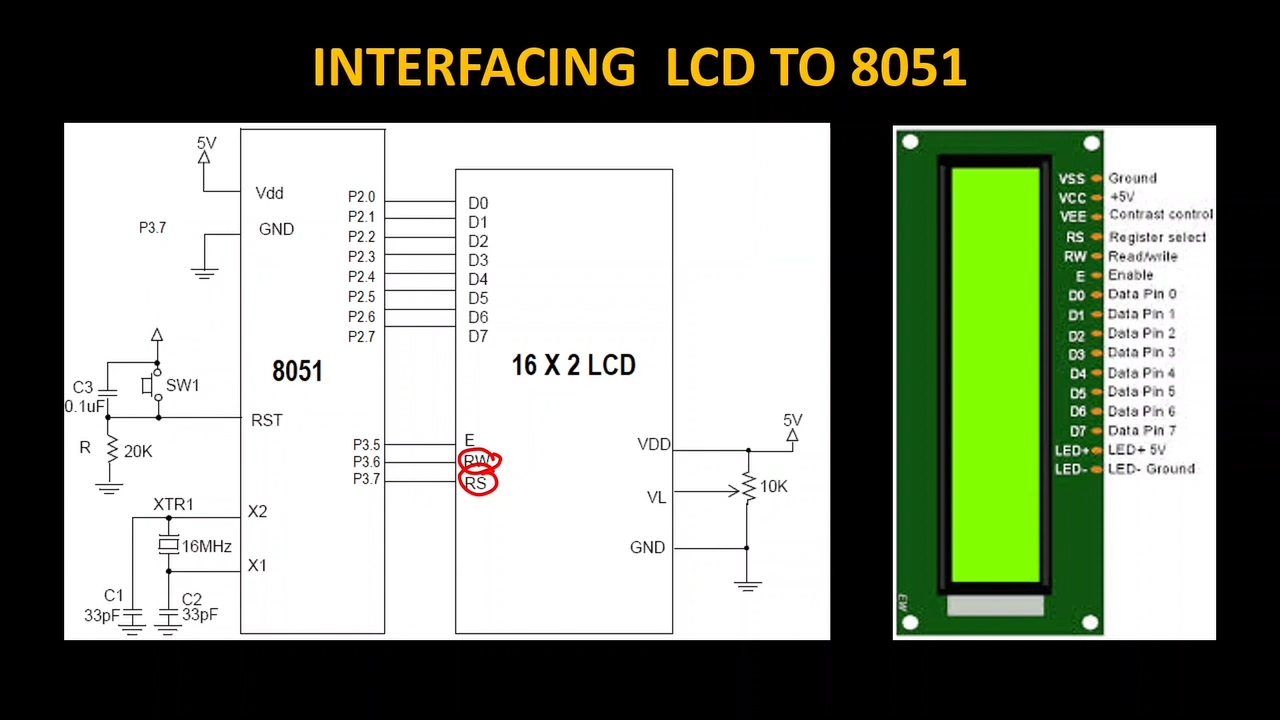 INTERFACING LCD TO 8051
5V
Vdd
P3.7
GND
SW1
C3
0.1uF
RST
R
20K
XTR1
X2
16MHz
X1
C1
33pF
C2
33pF
8051
P2.0
P2.1
P2.2
P2.3
P2.4
P2.5
P2.6
P2.7
P3.5
P3.6
P3.7
D0
D1
D2
D3
D4
D5
D6
D7
16 X 2 LCD
E
RW
RS
VDD
VL
GND
5V
10K
VSS Ground
VCC +5V
VEE Contrast control
RS Register select
RW Read/write
E Enable
D0 Data Pin 0
D1 Data Pin 1
D2 Data Pin 2
D3 Data Pin 3
D4 Data Pin 4
D5 Data Pin 5
D6 Data Pin 6
D7 Data Pin 7
LED+ LED+ 5V
LED- LED- Ground
EW